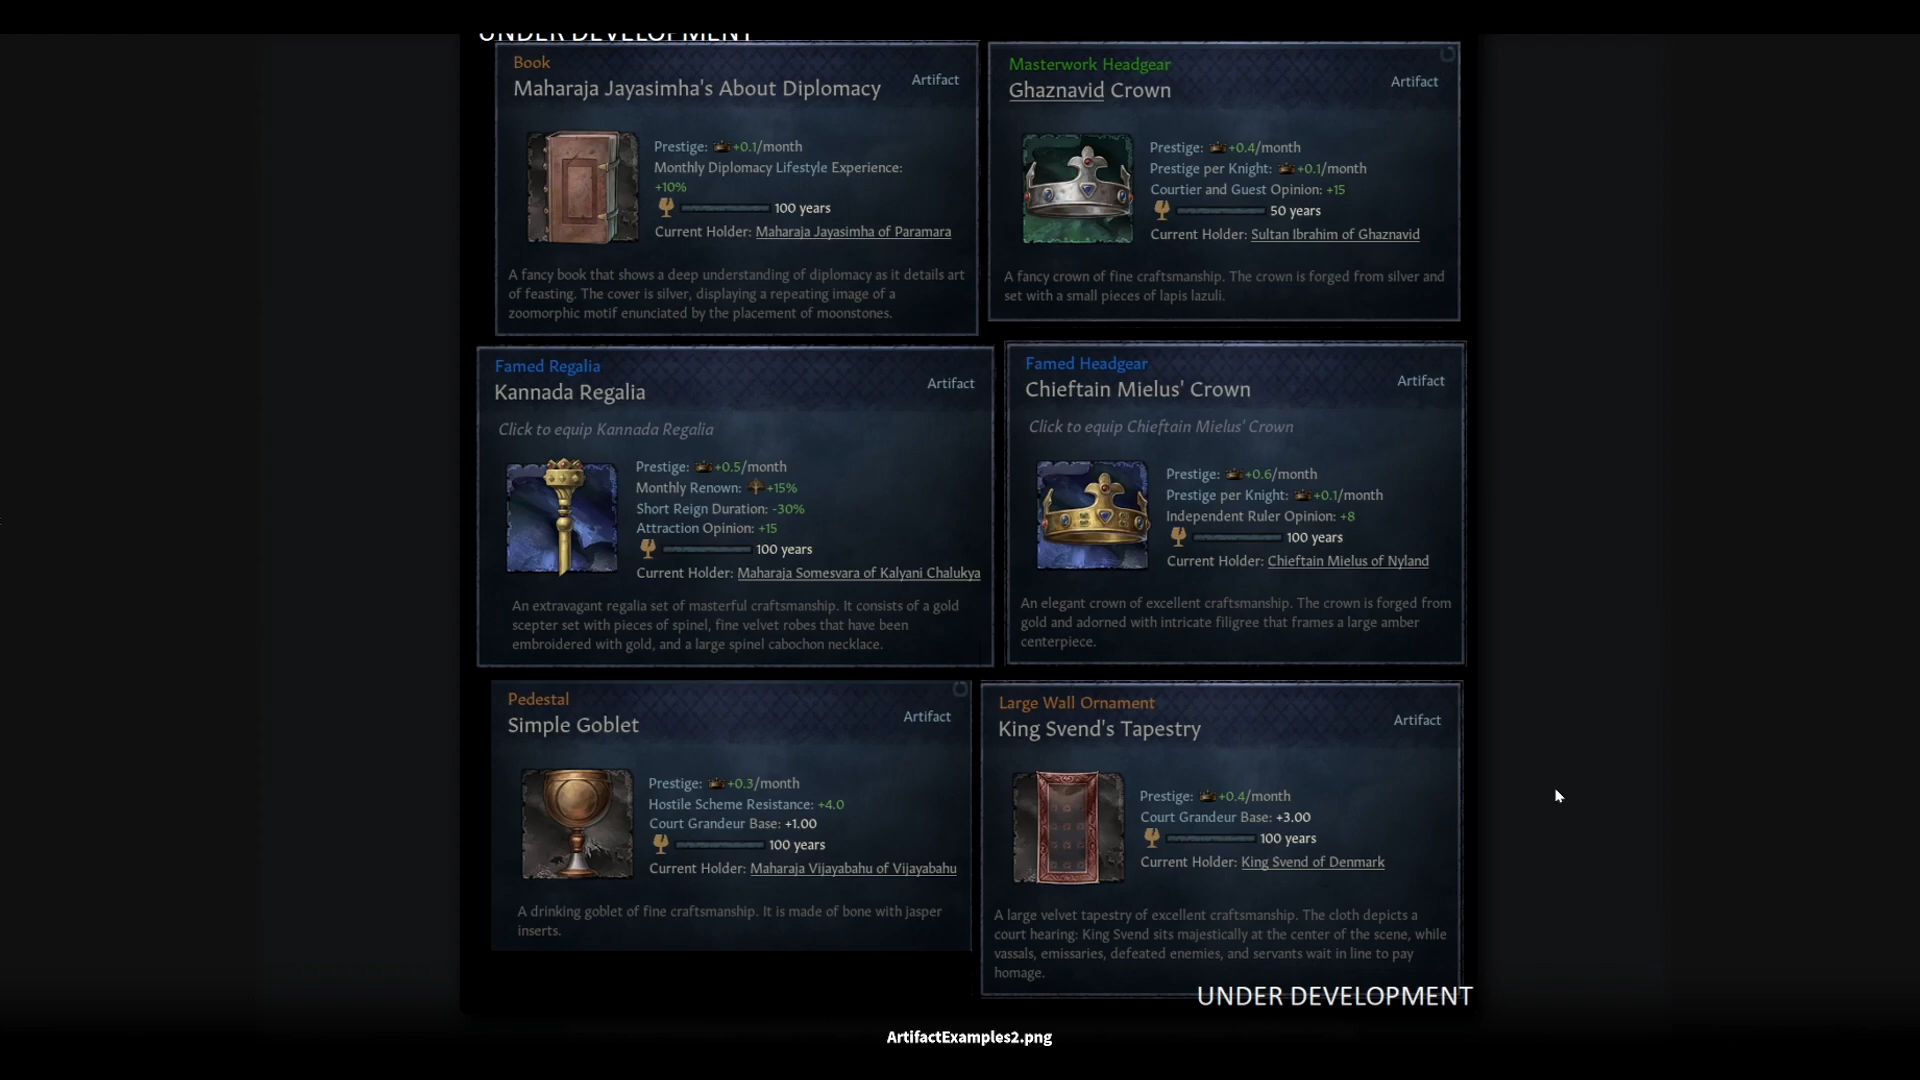 UNDER DEVELOPMENT
Book
Maharaja Jayasimha's About Diplomacy
Artifact
Prestige: +0.1/month
Monthly Diplomacy Lifestyle Experience:
+10%
100 years
Current Holder: Maharaja Jayasimha of Paramara
A fancy book that shows a deep understanding of diplomacy as it details art
of feasting. The cover is silver, displaying a repeating image of a
zoomorphic motif enunciated by the placement of moonstones.
Masterwork Headgear
Ghaznavid Crown
Artifact
Prestige: +0.4/month
Prestige per Knight: +0.1/month
Courtier and Guest Opinion: +15
50 years
Current Holder: Sultan Ibrahim of Ghaznavid
A fancy crown of fine craftsmanship. The crown is forged from silver and
set with a small pieces of lapis lazuli.
Famed Regalia
Kannada Regalia
Artifact
Click to equip Kannada Regalia
Prestige: +0.5/month
Monthly Renown: +15%
Short Reign Duration: -30%
Attraction Opinion: +15
100 years
Current Holder: Maharaja Somesvara of Kalyani Chalukya
An extravagant regalia set of masterful craftsmanship. It consists of a gold
scepter set with pieces of spinel, fine velvet robes that have been
embroidered with gold, and a large spinel cabochon necklace.
Famed Headgear
Chieftain Mielus' Crown
Artifact
Click to equip Chieftain Mielus' Crown
Prestige: +0.6/month
Prestige per Knight: +0.1/month
Independent Ruler Opinion: +8
100 years
Current Holder: Chieftain Mielus of Nyland
An elegant crown of excellent craftsmanship. The crown is forged from
gold and adorned with intricate filigree that frames a large amber
centerpiece.
Pedestal
Simple Goblet
Artifact
Prestige: +0.3/month
Hostile Scheme Resistance: +4.0
Court Grandeur Base: +1.00
100 years
Current Holder: Maharaja Vijayabahu of Vijayabahu
A drinking goblet of fine craftsmanship. It is made of bone with jasper
inserts.
Large Wall Ornament
King Svend's Tapestry
Artifact
Prestige: +0.4/month
Court Grandeur Base: +3.00
100 years
Current Holder: King Svend of Denmark
A large velvet tapestry of excellent craftsmanship. The cloth depicts a
court hearing: King Svend sits majestically at the center of the scene, while
vassals, emissaries, defeated enemies, and servants wait in line to pay
homage.
UNDER DEVELOPMENT
ArtifactExamples2.png